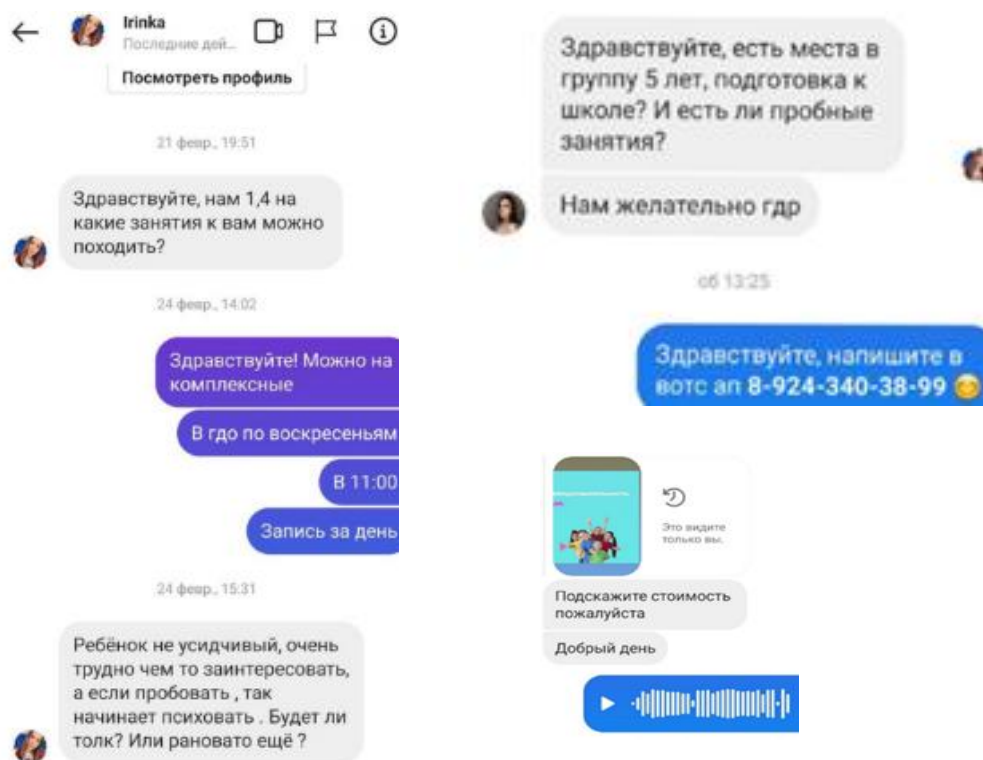 Irinka
Последние дей...
Посмотреть профиль
21 февр., 19:51
Здравствуйте, нам 1,4 на
какие занятия к вам можно
походить?
24 февр., 14:02
Здравствуйте! Можно на
комплексные
В гдо по воскресеньям
В 11:00
Запись за день
24 февр., 15:31
Ребёнок не усидчивый, очень
трудно чем то заинтересовать,
а если пробовать , так
начинает психовать . Будет ли
толк? Или рановато ещё ?
Здравствуйте, есть места в
группу 5 лет, подготовка к
школе? И есть ли пробные
занятия?
Нам желательно гдр
сб 13:25
Здравствуйте, напишите в
вотс ап 8-924-340-38-99
Это видите
только вы.
Подскажите стоимость
пожалуйста
Добрый день